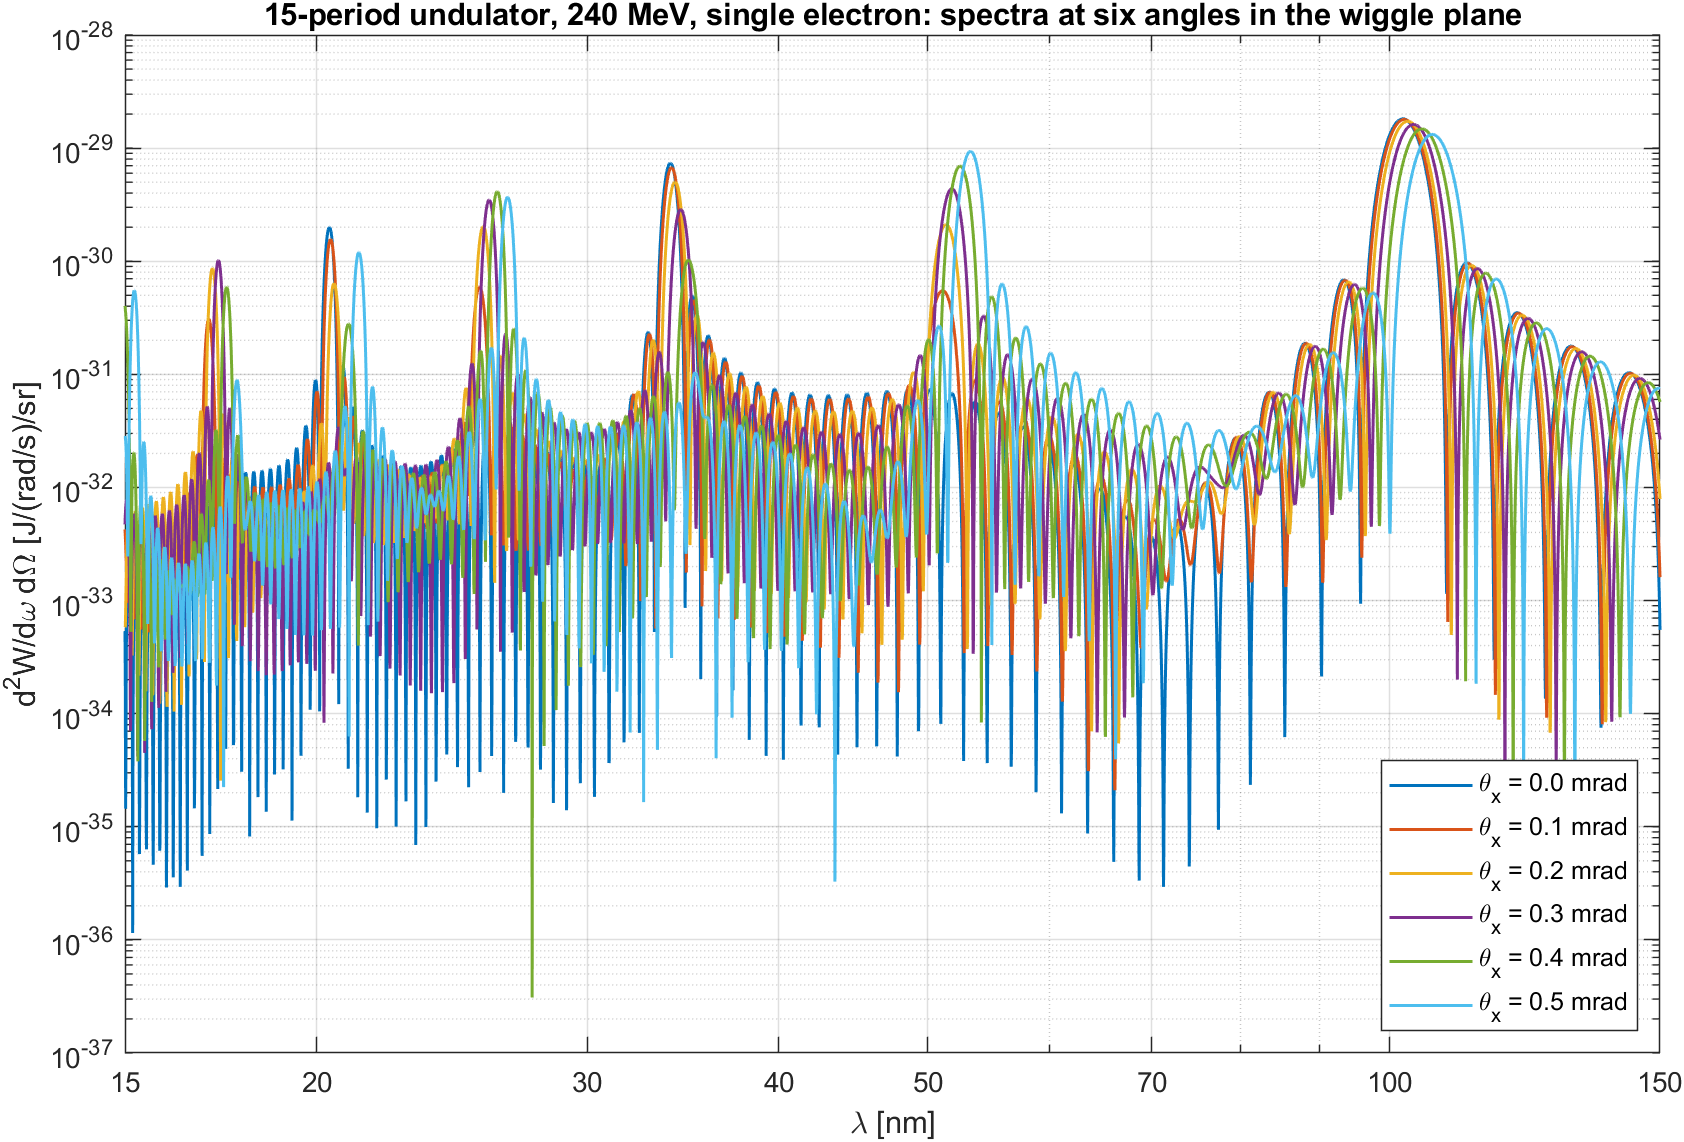 15-period undulator, 240 MeV, single electron: spectra at six angles in the wiggle plane
d²W/dω dΩ [J/(rad/s)/sr]
10⁻²⁸
10⁻²⁹
10⁻³⁰
10⁻³¹
10⁻³²
10⁻³³
10⁻³⁴
10⁻³⁵
10⁻³⁶
10⁻³⁷
θₓ = 0.0 mrad
θₓ = 0.1 mrad
θₓ = 0.2 mrad
θₓ = 0.3 mrad
θₓ = 0.4 mrad
θₓ = 0.5 mrad
15 20 30 40 50 70 100 150
λ [nm]